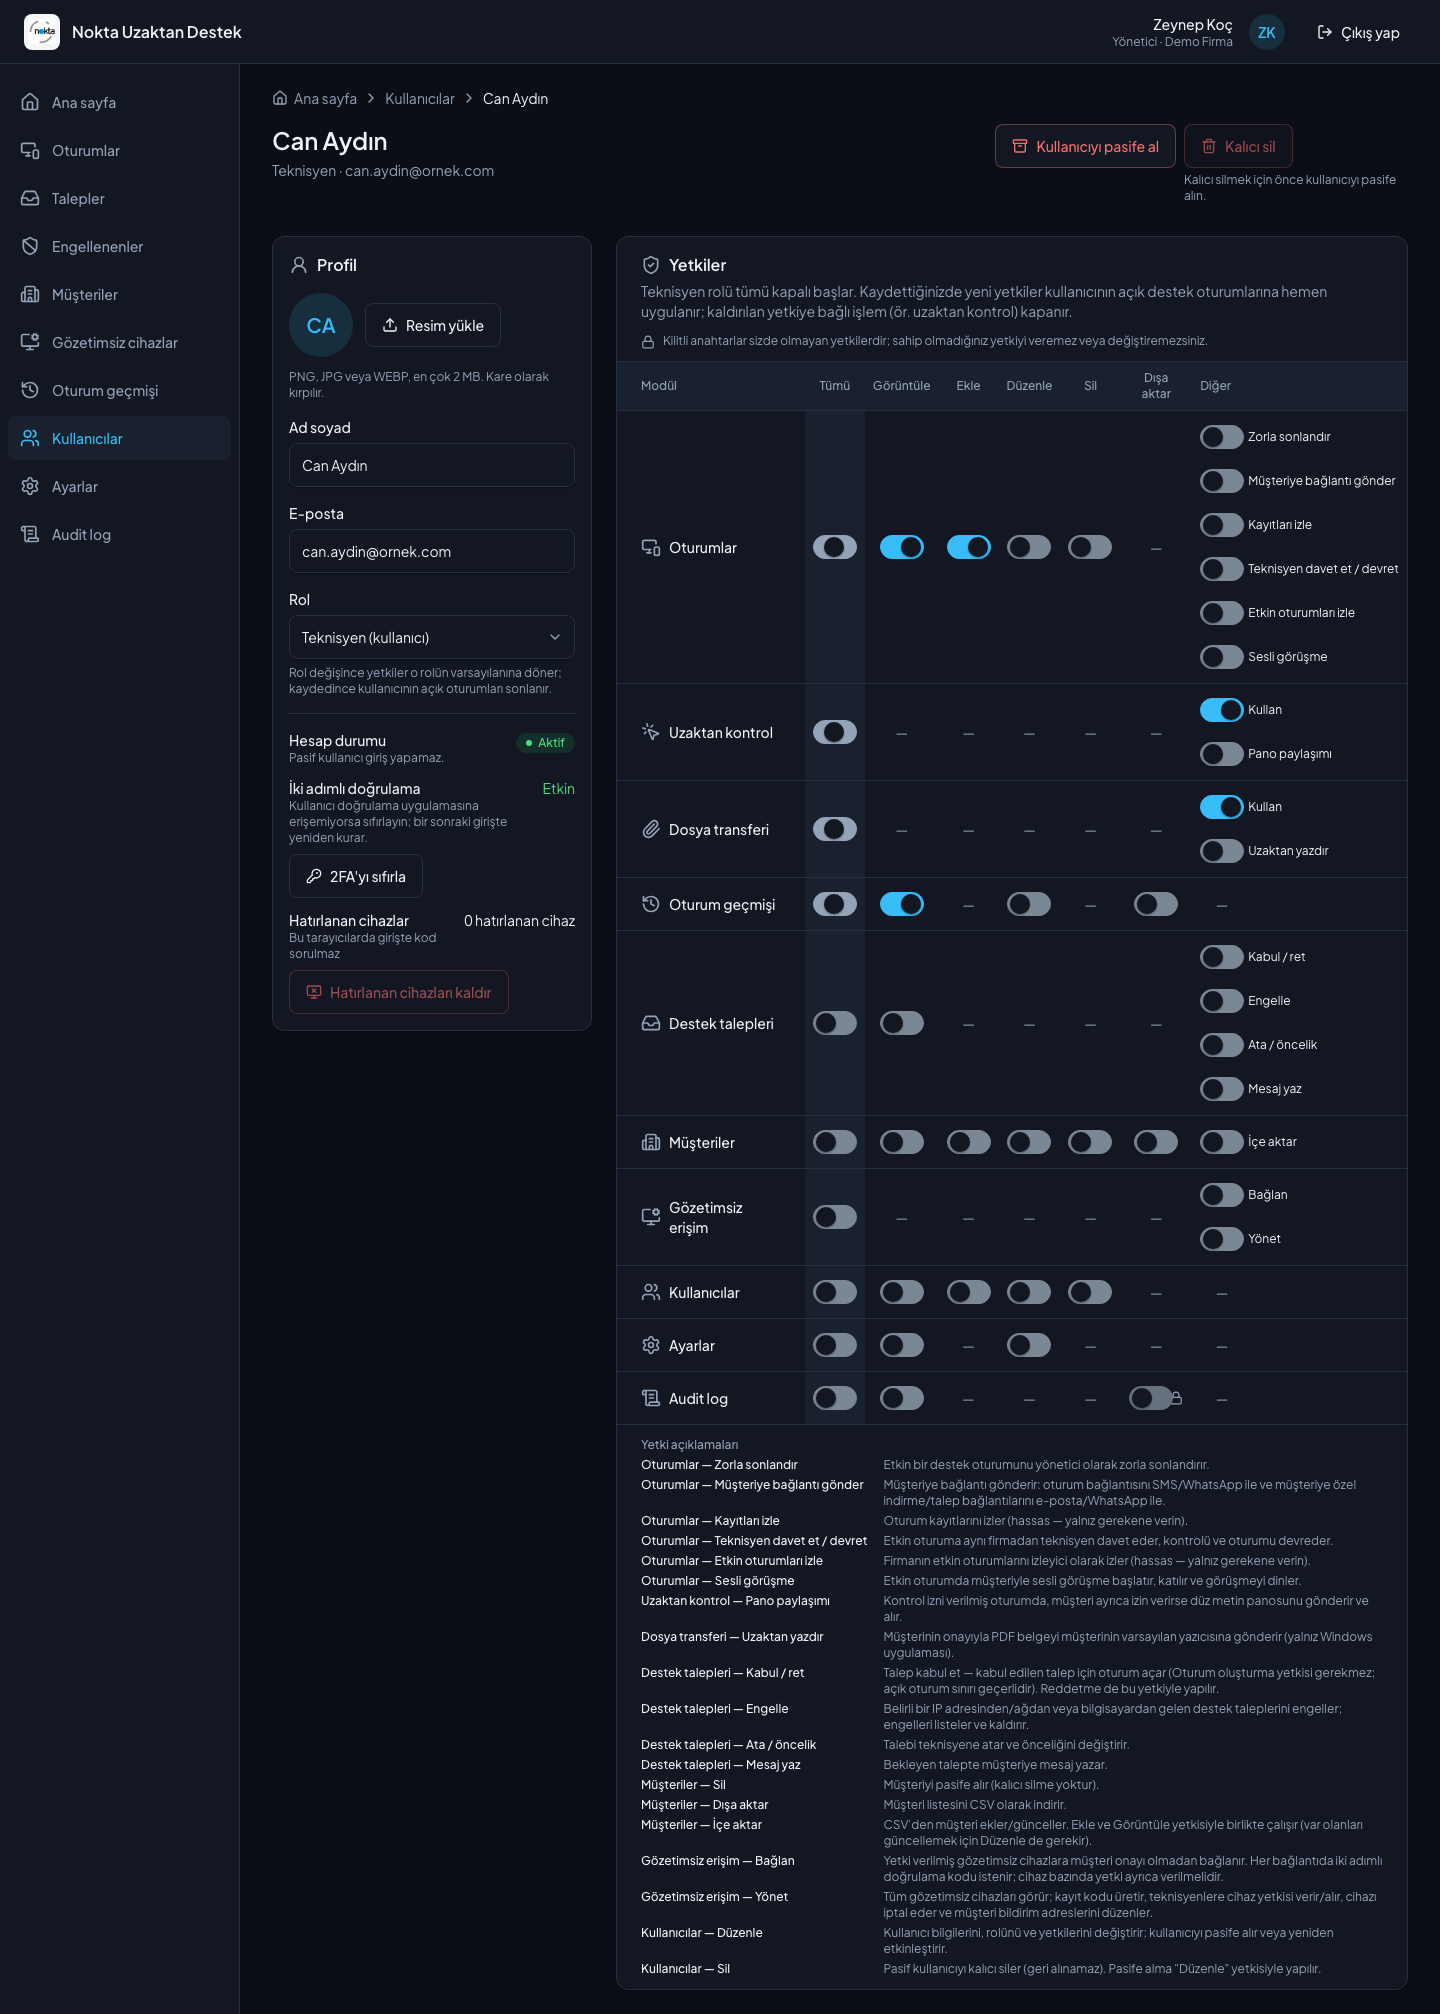 nokta
Nokta Uzaktan Destek
Zeynep Koç
Yönetici · Demo Firma
ZK
Çıkış yap
Ana sayfa
Oturumlar
Talepler
Engellenenler
Müşteriler
Gözetimsiz cihazlar
Oturum geçmişi
Kullanıcılar
Ayarlar
Audit log
Ana sayfa > Kullanıcılar > Can Aydın
Can Aydın
Teknisyen · can.aydin@ornek.com
Kullanıcıyı pasife al
Kalıcı sil
Kalıcı silmek için önce kullanıcıyı pasife
alın.
Profil
CA
Resim yükle
PNG, JPG veya WEBP, en çok 2 MB. Kare olarak
kırpılır.
Ad soyad
Can Aydın
E-posta
can.aydin@ornek.com
Rol
Teknisyen (kullanıcı)
Rol değişince yetkiler o rolün varsayılanına döner;
kaydedince kullanıcının açık oturumları sonlanır.
Hesap durumu
Aktif
Pasif kullanıcı giriş yapamaz.
İki adımlı doğrulama
Etkin
Kullanıcı doğrulama uygulamasına
erişemiyorsa sıfırlayın; bir sonraki girişte
yeniden kurar.
2FA'yı sıfırla
Hatırlanan cihazlar
0 hatırlanan cihaz
Bu tarayıcılarda girişte kod
sorulmaz
Hatırlanan cihazları kaldır
Yetkiler
Teknisyen rolü tümü kapalı başlar. Kaydettiğinizde yeni yetkiler kullanıcının açık destek oturumlarına hemen
uygulanır; kaldırılan yetkiye bağlı işlem (ör. uzaktan kontrol) kapanır.
Kilitli anahtarlar sizde olmayan yetkilerdir; sahip olmadığınız yetkiyi veremez veya değiştiremezsiniz.
Modül Tümü Görüntüle Ekle Düzenle Sil Dışa aktar Diğer
Oturumlar —
Zorla sonlandır
Müşteriye bağlantı gönder
Kayıtları izle
Teknisyen davet et / devret
Etkin oturumları izle
Sesli görüşme
Uzaktan kontrol — — — — —
Kullan
Pano paylaşımı
Dosya transferi — — — — —
Kullan
Uzaktan yazdır
Oturum geçmişi — — —
Destek talepleri — — — —
Kabul / ret
Engelle
Ata / öncelik
Mesaj yaz
Müşteriler İçe aktar
Gözetimsiz
erişim — — — — —
Bağlan
Yönet
Kullanıcılar — —
Ayarlar — — — —
Audit log — — — —
Yetki açıklamaları
Oturumlar — Zorla sonlandır Etkin bir destek oturumunu yönetici olarak zorla sonlandırır.
Oturumlar — Müşteriye bağlantı gönder Müşteriye bağlantı gönderir: oturum bağlantısını SMS/WhatsApp ile ve müşteriye özel
indirme/talep bağlantılarını e-posta/WhatsApp ile.
Oturumlar — Kayıtları izle Oturum kayıtlarını izler (hassas — yalnız gerekene verin).
Oturumlar — Teknisyen davet et / devret Etkin oturuma aynı firmadan teknisyen davet eder, kontrolü ve oturumu devreder.
Oturumlar — Etkin oturumları izle Firmanın etkin oturumlarını izleyici olarak izler (hassas — yalnız gerekene verin).
Oturumlar — Sesli görüşme Etkin oturumda müşteriyle sesli görüşme başlatır, katılır ve görüşmeyi dinler.
Uzaktan kontrol — Pano paylaşımı Kontrol izni verilmiş oturumda, müşteri ayrıca izin verirse düz metin panosunu gönderir ve
alır.
Dosya transferi — Uzaktan yazdır Müşterinin onayıyla PDF belgeyi müşterinin varsayılan yazıcısına gönderir (yalnız Windows
uygulaması).
Destek talepleri — Kabul / ret Talep kabul et — kabul edilen talep için oturum açar (Oturum oluşturma yetkisi gerekmez;
açık oturum sınırı geçerlidir). Reddetme de bu yetkiyle yapılır.
Destek talepleri — Engelle Belirli bir IP adresinden/ağdan veya bilgisayardan gelen destek taleplerini engeller;
engelleri listeler ve kaldırır.
Destek talepleri — Ata / öncelik Talebi teknisyene atar ve önceliğini değiştirir.
Destek talepleri — Mesaj yaz Bekleyen talepte müşteriye mesaj yazar.
Müşteriler — Sil Müşteriyi pasife alır (kalıcı silme yoktur).
Müşteriler — Dışa aktar Müşteri listesini CSV olarak indirir.
Müşteriler — İçe aktar CSV'den müşteri ekler/günceller. Ekle ve Görüntüle yetkisiyle birlikte çalışır (var olanları
güncellemek için Düzenle de gerekir).
Gözetimsiz erişim — Bağlan Yetki verilmiş gözetimsiz cihazlara müşteri onayı olmadan bağlanır. Her bağlantıda iki adımlı
doğrulama kodu istenir; cihaz bazında yetki ayrıca verilmelidir.
Gözetimsiz erişim — Yönet Tüm gözetimsiz cihazları görür; kayıt kodu üretir, teknisyenlere cihaz yetkisi verir/alır, cihazı
iptal eder ve müşteri bildirim adreslerini düzenler.
Kullanıcılar — Düzenle Kullanıcı bilgilerini, rolünü ve yetkilerini değiştirir; kullanıcıyı pasife alır veya yeniden
etkinleştirir.
Kullanıcılar — Sil Pasif kullanıcıyı kalıcı siler (geri alınamaz). Pasife alma "Düzenle" yetkisiyle yapılır.